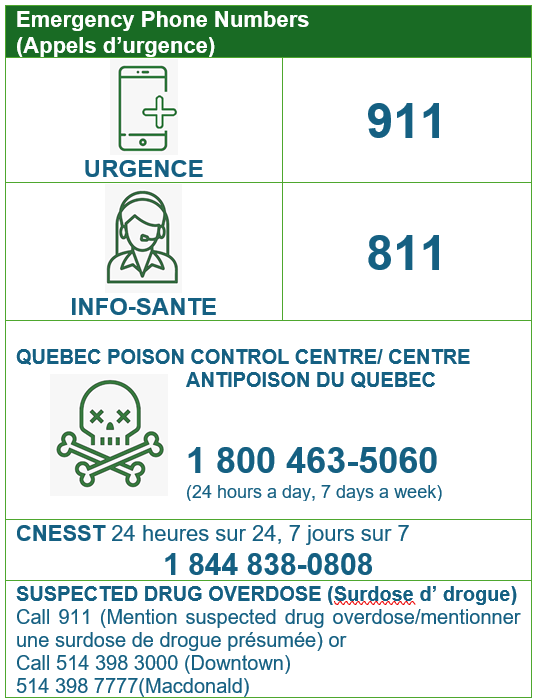 Emergency Phone Numbers
(Appels d’urgence)
URGENCE
911
INFO-SANTE
811
QUEBEC POISON CONTROL CENTRE/ CENTRE
ANTIPOISON DU QUEBEC
1 800 463-5060
(24 hours a day, 7 days a week)
CNESST 24 heures sur 24, 7 jours sur 7
1 844 838-0808
SUSPECTED DRUG OVERDOSE (Surdose d’ drogue)
Call 911 (Mention suspected drug overdose/mentionner
une surdose de drogue présumée) or
Call 514 398 3000 (Downtown)
514 398 7777(Macdonald)